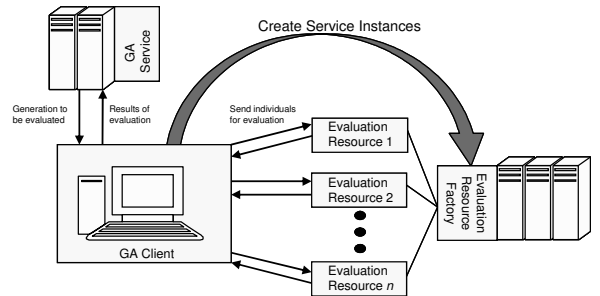 Create Service Instances
GA
Service
Generation to
be evaluated
Results of
evaluation
Send individuals
for evaluation
Evaluation
Resource 1
Evaluation
Resource 2
Evaluation
Resource n
Evaluation
Resource
Factory
GA Client